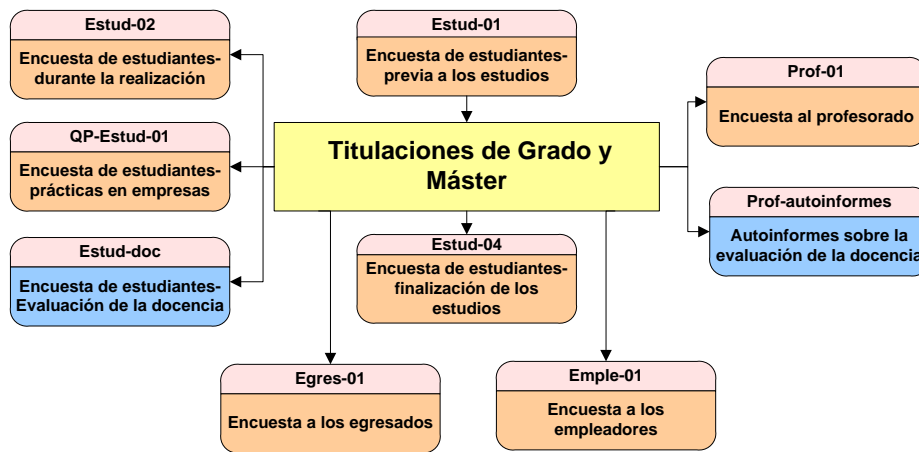 Estud-02
Encuesta de estudiantes-
durante la realización
Estud-01
Encuesta de estudiantes-
previa a los estudios
Prof-01
Encuesta al profesorado
QP-Estud-01
Encuesta de estudiantes-
prácticas en empresas
Titulaciones de Grado y
Máster
Prof-autoinformes
Autoinformes sobre la
evaluación de la docencia
Estud-doc
Encuesta de estudiantes-
Evaluación de la docencia
Estud-04
Encuesta de estudiantes-
finalización de los
estudios
Egres-01
Encuesta a los egresados
Emple-01
Encuesta a los
empleadores